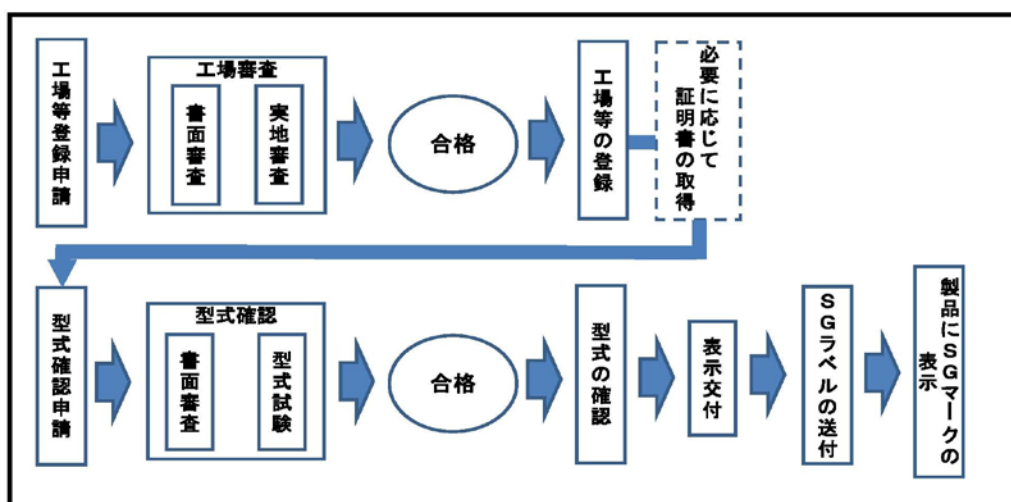 工場等登録申請
工場審査
書面審査
実地審査
合格
工場等の登録
必要に応じて
証明書の取得
型式確認申請
型式確認
書面審査
型式試験
合格
型式の確認
表示交付
SGラベルの送付
製品にSGマークの
表示